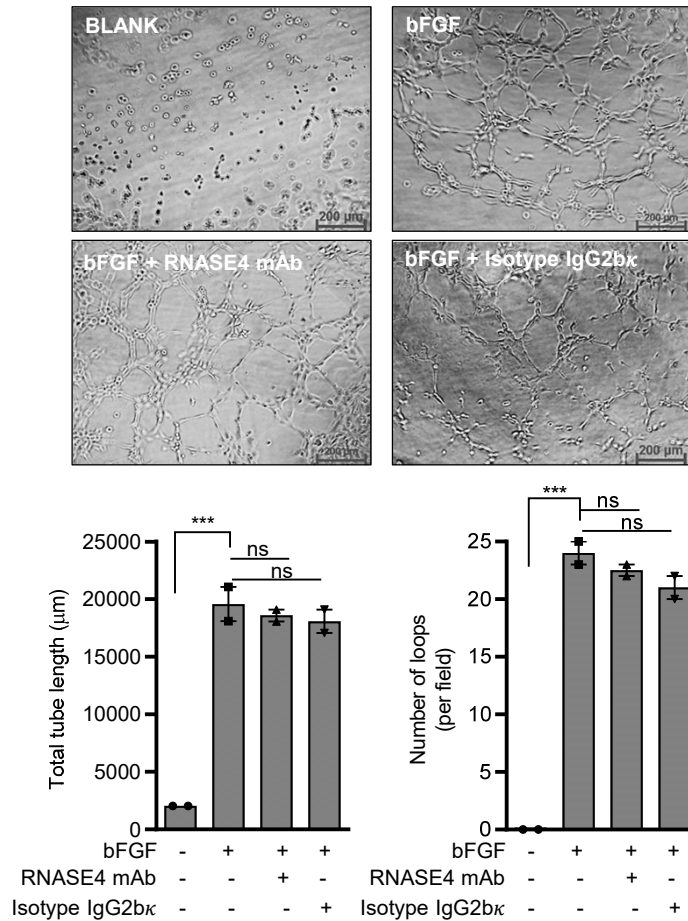 BLANK
bFGF
200 μm
200 μm
bFGF + RNASE4 mAb
bFGF + Isotype IgG2bκ
200 μm
200 μm
*** ns ns
Total tube length (μm)
25000
20000
15000
10000
5000
0
bFGF - + + +
RNASE4 mAb - - + -
Isotype IgG2bκ - - - +
*** ns ns
Number of loops
(per field)
25
20
15
10
5
0
bFGF - + + +
RNASE4 mAb - - + -
Isotype IgG2bκ - - - +